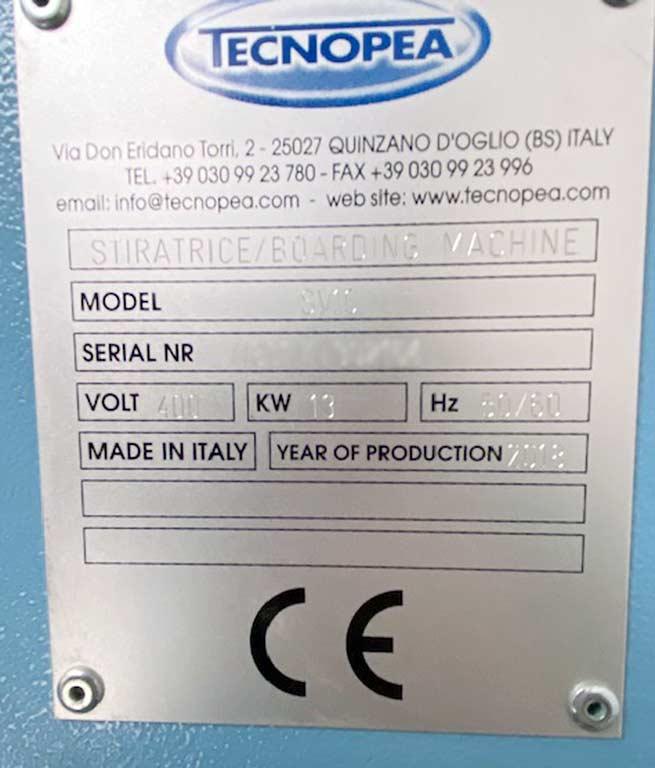 TECNOPEA
Via Don Eridano Torri, 2 - 25027 QUINZANO D'OGLIO (BS) ITALY
TEL. +39 030 99 23 780 - FAX +39 030 99 23 996
email: info@tecnopea.com - web site: www.tecnopea.com
STIRATRICE/BOARDING MACHINE
MODEL
SERIAL NR
VOLT 400 KW 13 Hz 50/60
MADE IN ITALY YEAR OF PRODUCTION 2018
CE